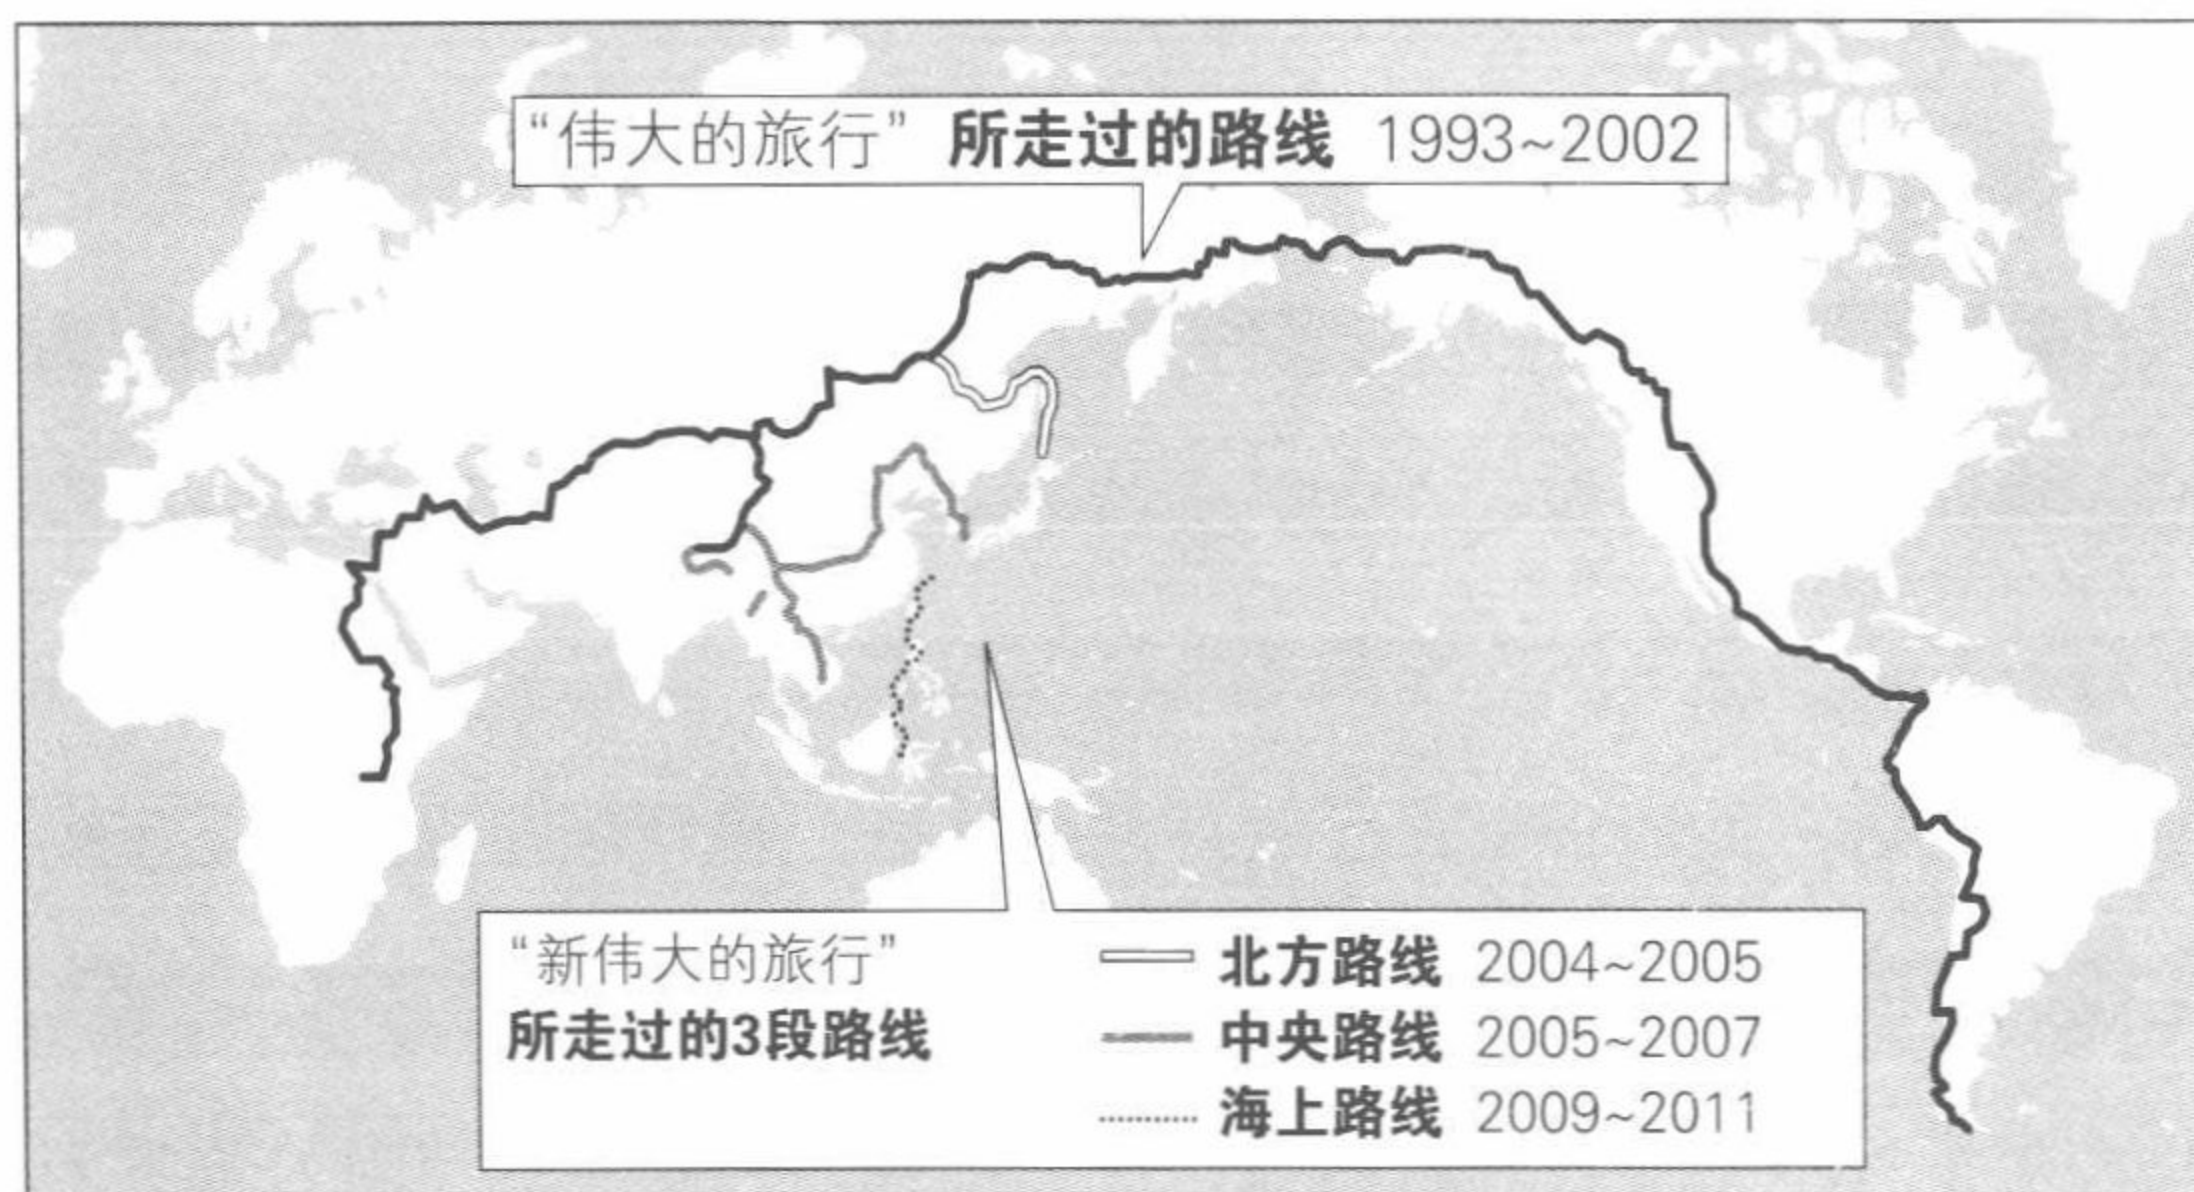 “伟大的旅行” 所走过的路线 1993~2002
“新伟大的旅行”
所走过的3段路线
北方路线 2004~2005
中央路线 2005~2007
海上路线 2009~2011